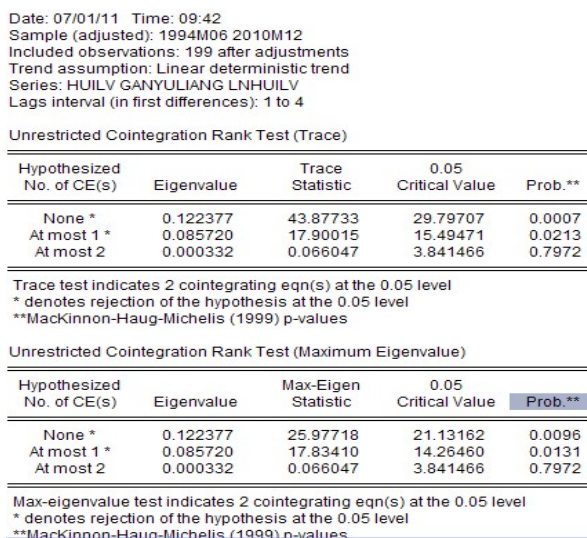 Date: 07/01/11 Time: 09:42
Sample (adjusted): 1994M06 2010M12
Included observations: 199 after adjustments
Trend assumption: Linear deterministic trend
Series: HUILV GANYULIANG LNHUILV
Lags interval (in first differences): 1 to 4
Unrestricted Cointegration Rank Test (Trace)
Hypothesized Trace 0.05
No. of CE(s) Eigenvalue Statistic Critical Value Prob.**
None * 0.122377 43.87733 29.79707 0.0007
At most 1 * 0.085720 17.90015 15.49471 0.0213
At most 2 0.000332 0.066047 3.841466 0.7972
Trace test indicates 2 cointegrating eqn(s) at the 0.05 level
* denotes rejection of the hypothesis at the 0.05 level
**MacKinnon-Haug-Michelis (1999) p-values
Unrestricted Cointegration Rank Test (Maximum Eigenvalue)
Hypothesized Max-Eigen 0.05
No. of CE(s) Eigenvalue Statistic Critical Value Prob.**
None * 0.122377 25.97718 21.13162 0.0096
At most 1 * 0.085720 17.83410 14.26460 0.0131
At most 2 0.000332 0.066047 3.841466 0.7972
Max-eigenvalue test indicates 2 cointegrating eqn(s) at the 0.05 level
* denotes rejection of the hypothesis at the 0.05 level
**MacKinnon-Haug-Michelis (1999) p-values